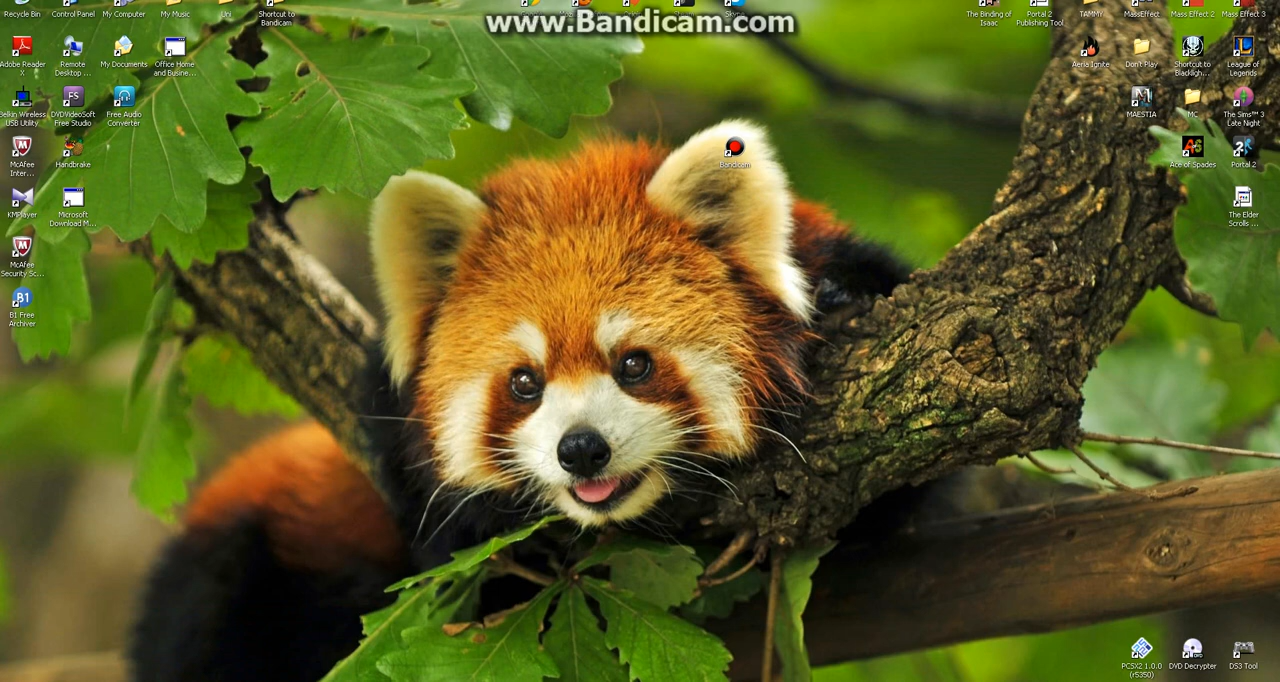 www.Bandicam.com
Recycle Bin
Control Panel
My Computer
My Music
Uni
Shortcut to
Bandicam
The Binding of
Isaac
Portal 2
Publishing Tool
TAMMY
MassEffect
Mass Effect 2
Mass Effect 3
Adobe Reader
X
Remote
Desktop ...
My Documents
Office Home
and Busine...
Aeria Ignite
Don't Play
Shortcut to
Blackligh...
League of
Legends
Belkin Wireless
USB Utility
FS
DVDVideoSoft
Free Studio
Free Audio
Converter
MAESTIA
MC
The Sims™ 3
Late Night
McAfee
Inter...
Handbrake
Bandicam
Ace of Spades
Portal 2
KMPlayer
Microsoft
Download M...
The Elder
Scrolls ...
McAfee
Security Sc...
B1
B1 Free
Archiver
PCSX2 1.0.0
(r5350)
DVD Decrypter
DS3 Tool